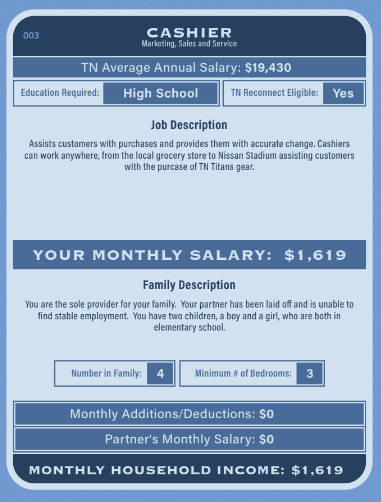 003
CASHIER
Marketing, Sales and Service
TN Average Annual Salary: $19,430
Education Required: High School TN Reconnect Eligible: Yes
Job Description
Assists customers with purchases and provides them with accurate change. Cashiers
can work anywhere, from the local grocery store to Nissan Stadium assisting customers
with the purcase of TN Titans gear.
YOUR MONTHLY SALARY: $1,619
Family Description
You are the sole provider for your family. Your partner has been laid off and is unable to
find stable employment. You have two children, a boy and a girl, who are both in
elementary school.
Number in Family: 4 Minimum # of Bedrooms: 3
Monthly Additions/Deductions: $0
Partner's Monthly Salary: $0
MONTHLY HOUSEHOLD INCOME: $1,619